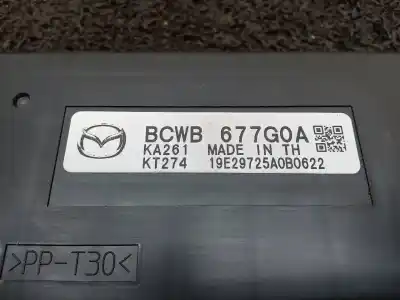 BCWB 677G0A
KA261 MADE IN TH
KT274 19E29725A0B0622
>PP-T30<